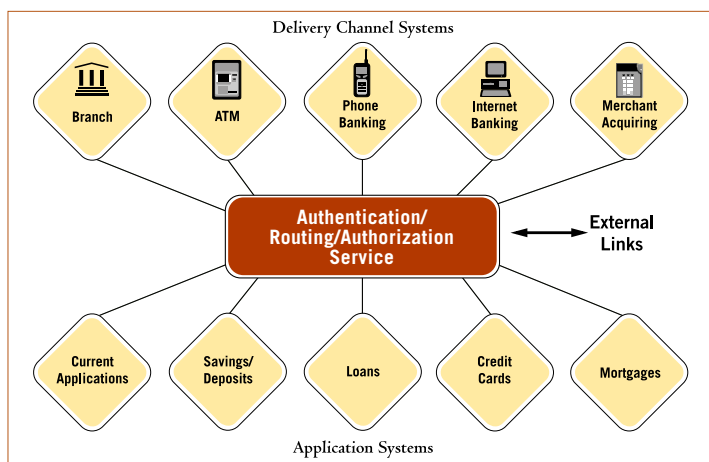 Delivery Channel Systems
Branch
ATM
Phone
Banking
Internet
Banking
Merchant
Acquiring
Authentication/
Routing/Authorization
Service
External
Links
Current
Applications
Savings/
Deposits
Loans
Credit
Cards
Mortgages
Application Systems